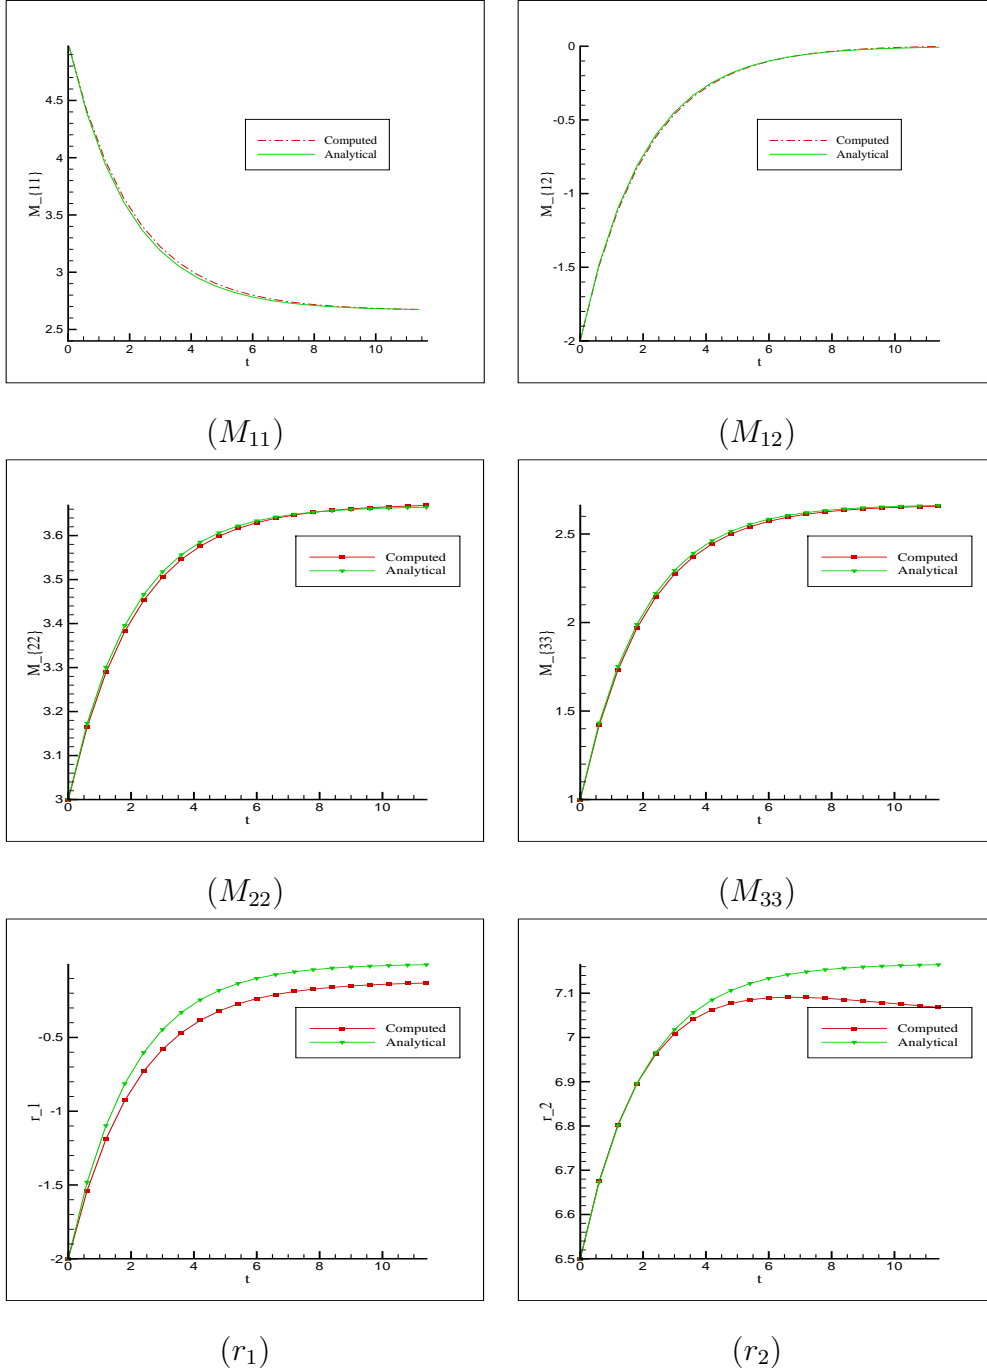 4.5
4
3.5
3
2.5
M_{11}
0 2 4 6 8 10
t
Computed
Analytical
(M11)
0
-0.5
-1
-1.5
-2
M_{12}
0 2 4 6 8 10
t
Computed
Analytical
(M12)
3.6
3.5
3.4
3.3
3.2
3.1
3
M_{22}
0 2 4 6 8 10
t
Computed
Analytical
(M22)
2.5
2
1.5
1
M_{33}
0 2 4 6 8 10
t
Computed
Analytical
(M33)
-0.5
-1
-1.5
-2
r_1
0 2 4 6 8 10
t
Computed
Analytical
(r1)
7.1
7
6.9
6.8
6.7
6.6
6.5
r_2
0 2 4 6 8 10
t
Computed
Analytical
(r2)